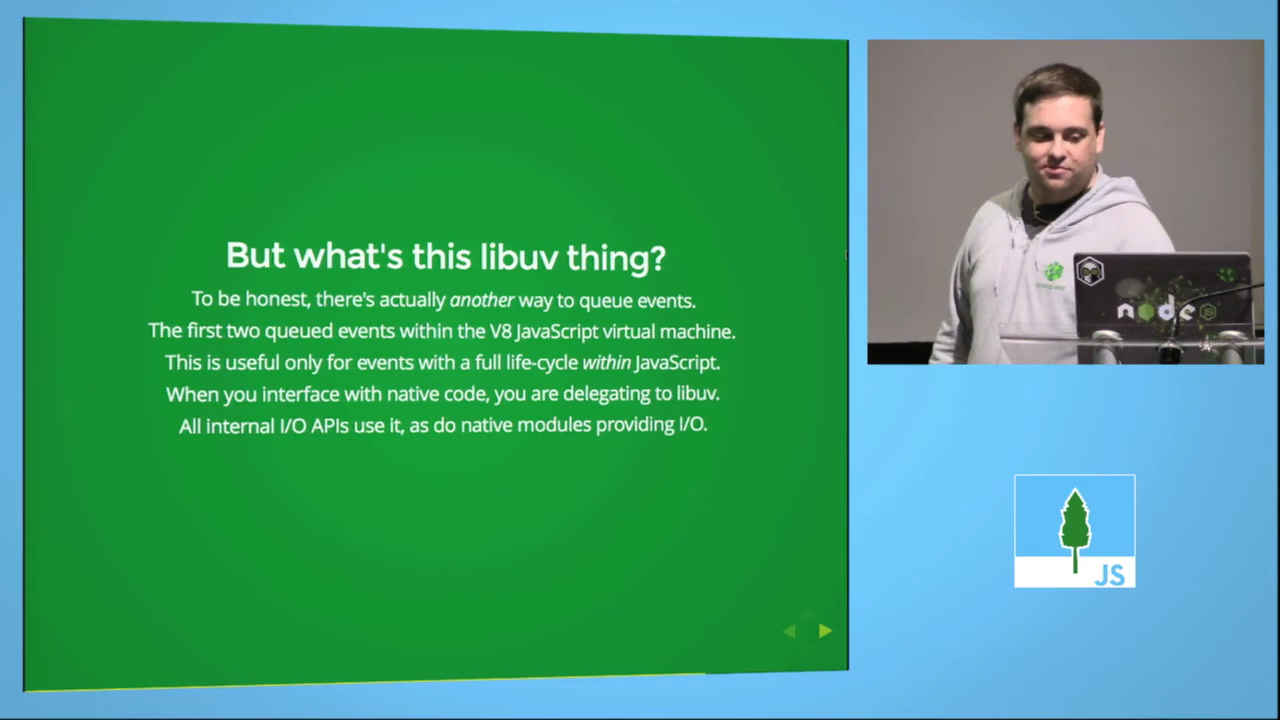 But what's this libuv thing?
To be honest, there's actually another way to queue events.
The first two queued events within the V8 JavaScript virtual machine.
This is useful only for events with a full life-cycle within JavaScript.
When you interface with native code, you are delegating to libuv.
All internal I/O APIs use it, as do native modules providing I/O.
node
JS
JS